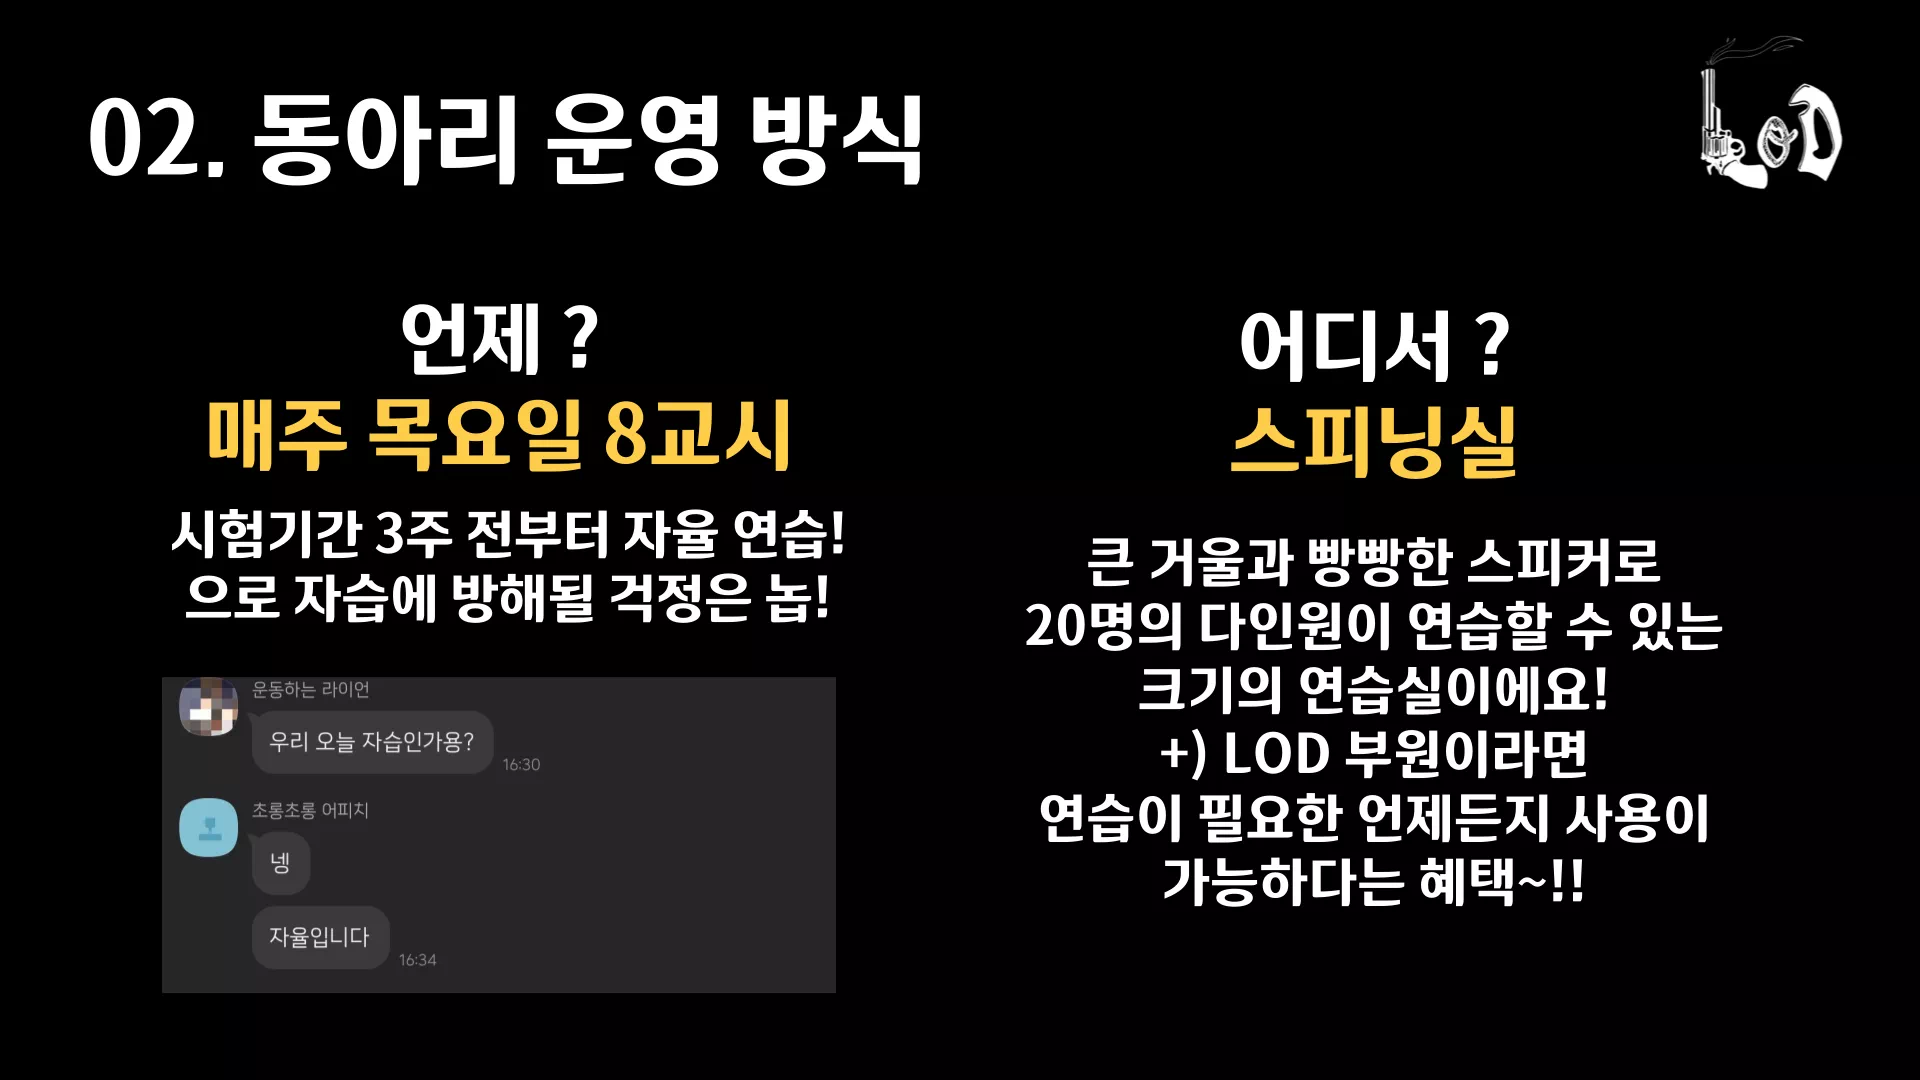 02. 동아리 운영 방식
LOD
언제 ?
매주 목요일 8교시
시험기간 3주 전부터 자율 연습!
으로 자습에 방해될 걱정은 놉!
운동하는 라이언
우리 오늘 자습인가용?
16:30
초롱초롱 어피치
넹
자율입니다
16:34
어디서 ?
스피닝실
큰 거울과 빵빵한 스피커로
20명의 다인원이 연습할 수 있는
크기의 연습실이에요!
+) LOD 부원이라면
연습이 필요한 언제든지 사용이
가능하다는 혜택~!!